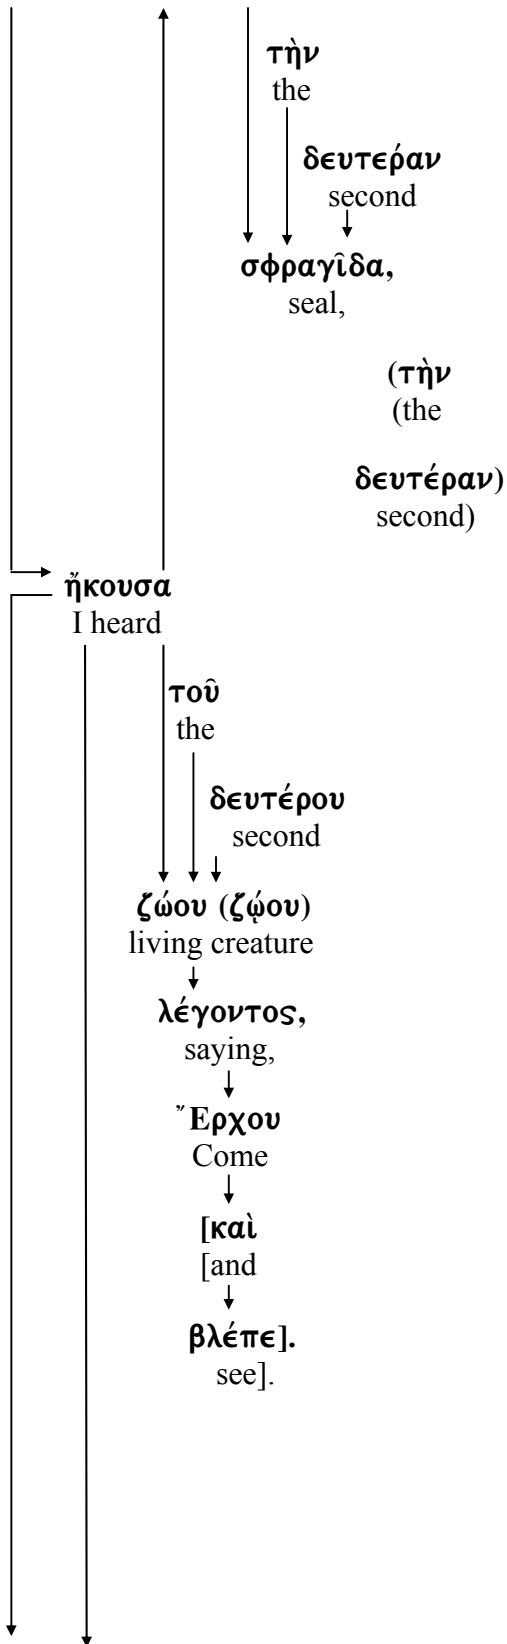 τὴν
the
δευτεράν
second
σφραγῖδα,
seal,
(τὴν
(the
δευτέραν)
second)
ἤκουσα
I heard
τοῦ
the
δευτέρου
second
ζώου (ζῴου)
living creature
λέγοντος,
saying,
Ἔρχου
Come
[καὶ
[and
βλέπε].
see].